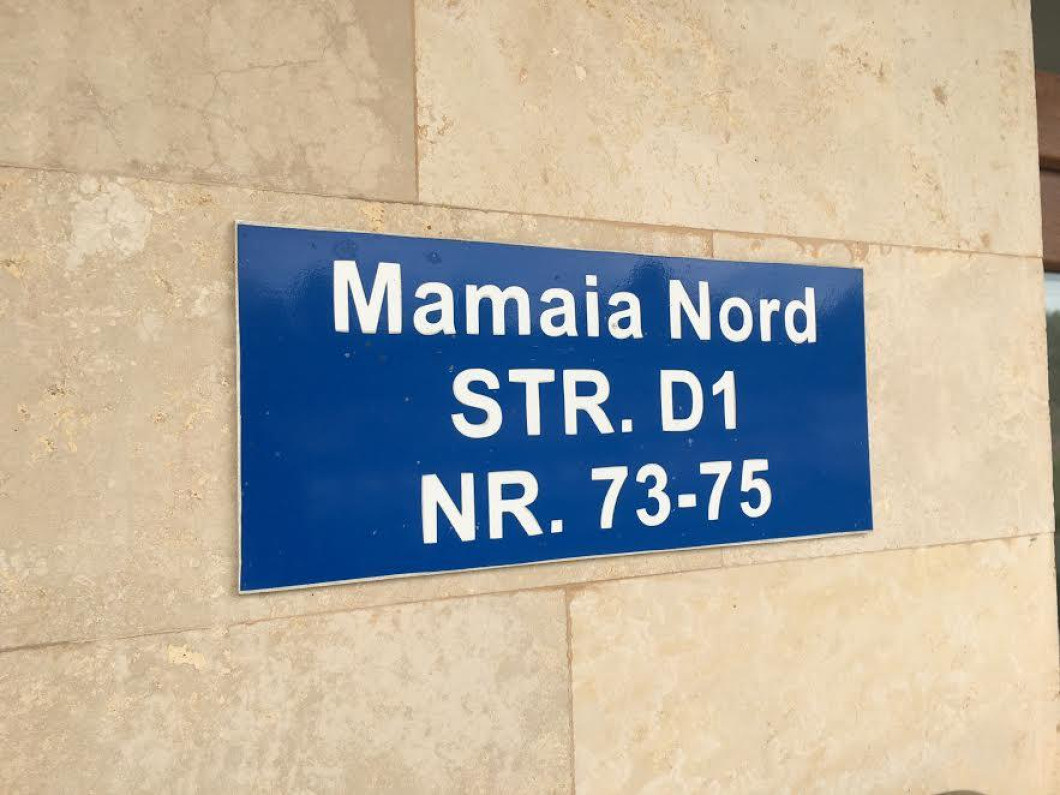 Mamaia Nord
STR. D1
NR. 73-75